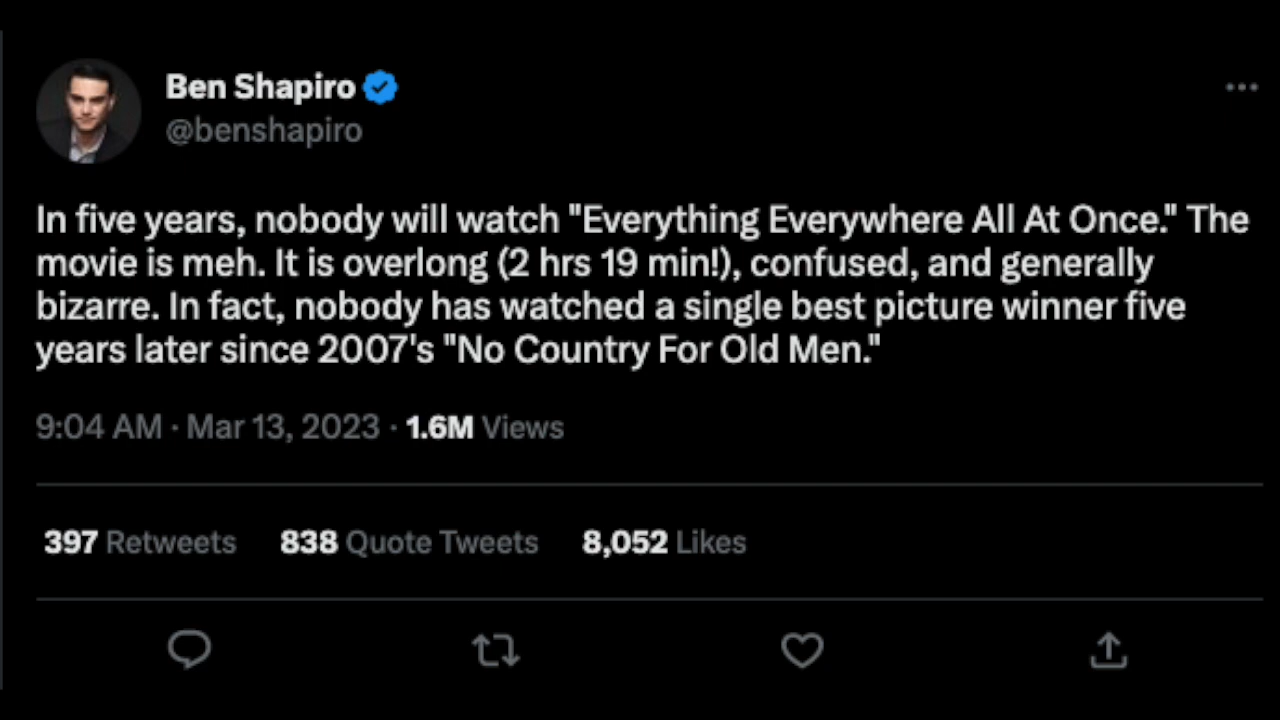 Ben Shapiro
@benshapiro
In five years, nobody will watch "Everything Everywhere All At Once." The
movie is meh. It is overlong (2 hrs 19 min!), confused, and generally
bizarre. In fact, nobody has watched a single best picture winner five
years later since 2007's "No Country For Old Men."
9:04 AM · Mar 13, 2023 · 1.6M Views
397 Retweets 838 Quote Tweets 8,052 Likes